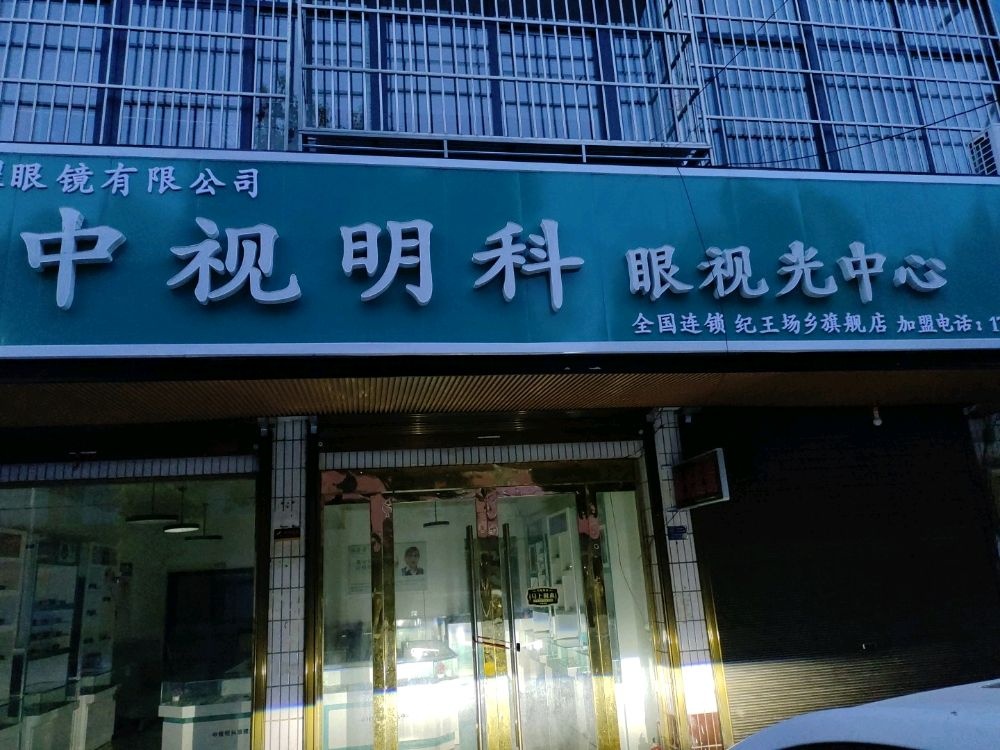 眼镜有限公司
中视明科 眼视光中心
全国连锁 纪王场乡旗舰店 加盟电话：1